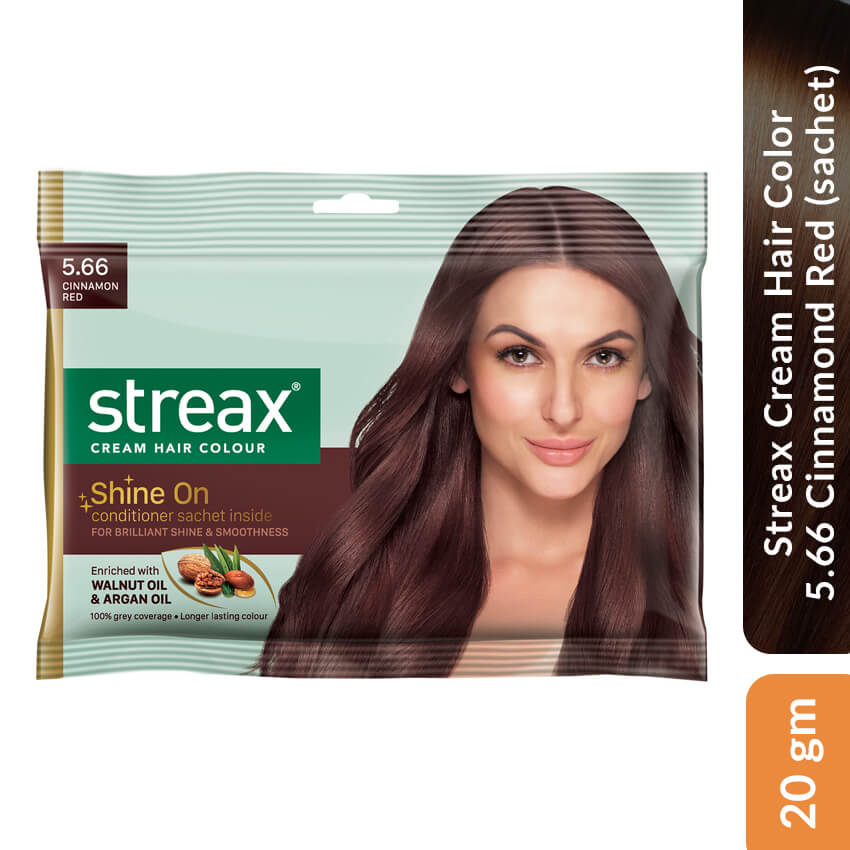 5.66
CINNAMON
RED
streax®
CREAM HAIR COLOUR
Shine On
conditioner sachet inside
FOR BRILLIANT SHINE & SMOOTHNESS
Enriched with
WALNUT OIL
& ARGAN OIL
100% grey coverage • Longer lasting colour
Streax Cream Hair Color
5.66 Cinnamond Red (sachet)
20 gm